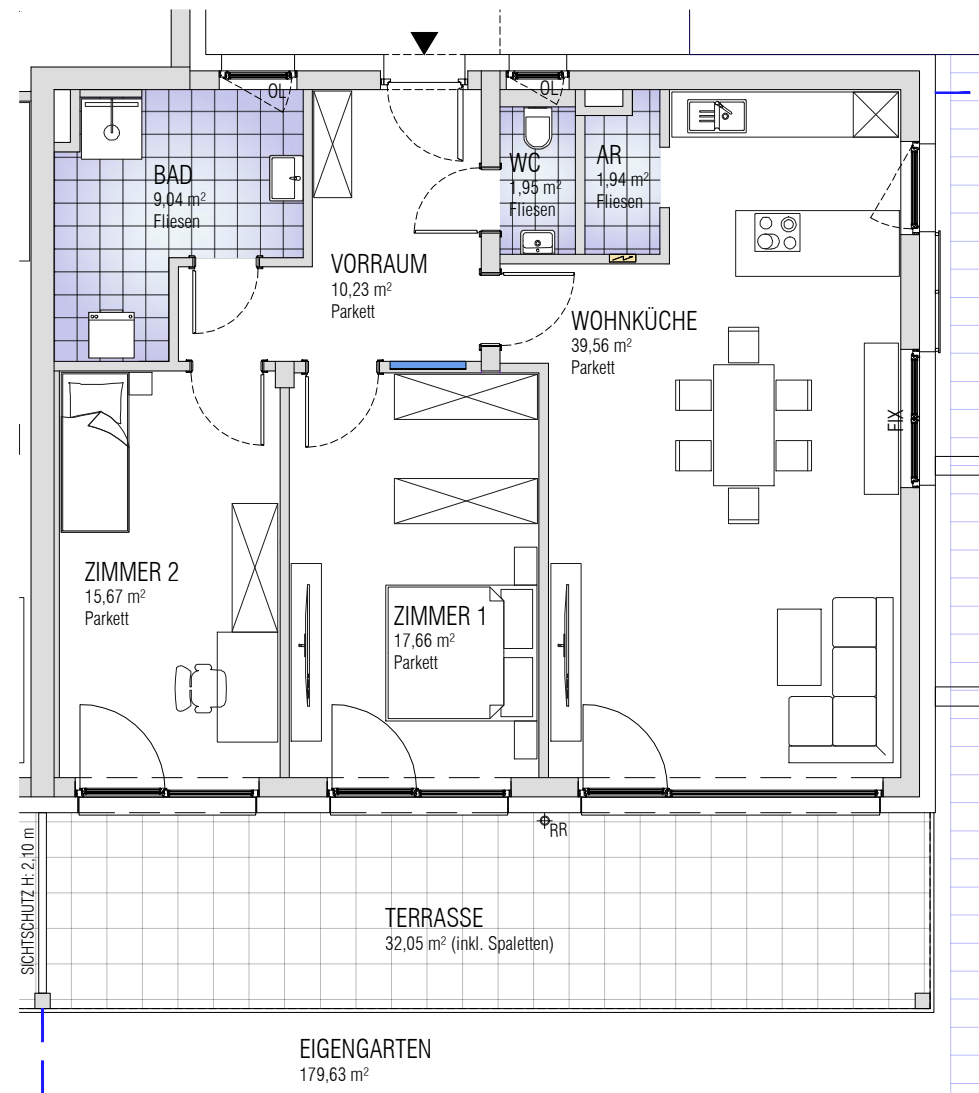 OL
OL
BAD
9,04 m²
Fliesen
WC
1,95 m²
Fliesen
AR
1,94 m²
Fliesen
VORRAUM
10,23 m²
Parkett
WOHNKÜCHE
39,56 m²
Parkett
FIX
ZIMMER 2
15,67 m²
Parkett
ZIMMER 1
17,66 m²
Parkett
RR
SICHTSCHUTZ H: 2,10 m
TERRASSE
32,05 m² (inkl. Spaletten)
EIGENGARTEN
179,63 m²